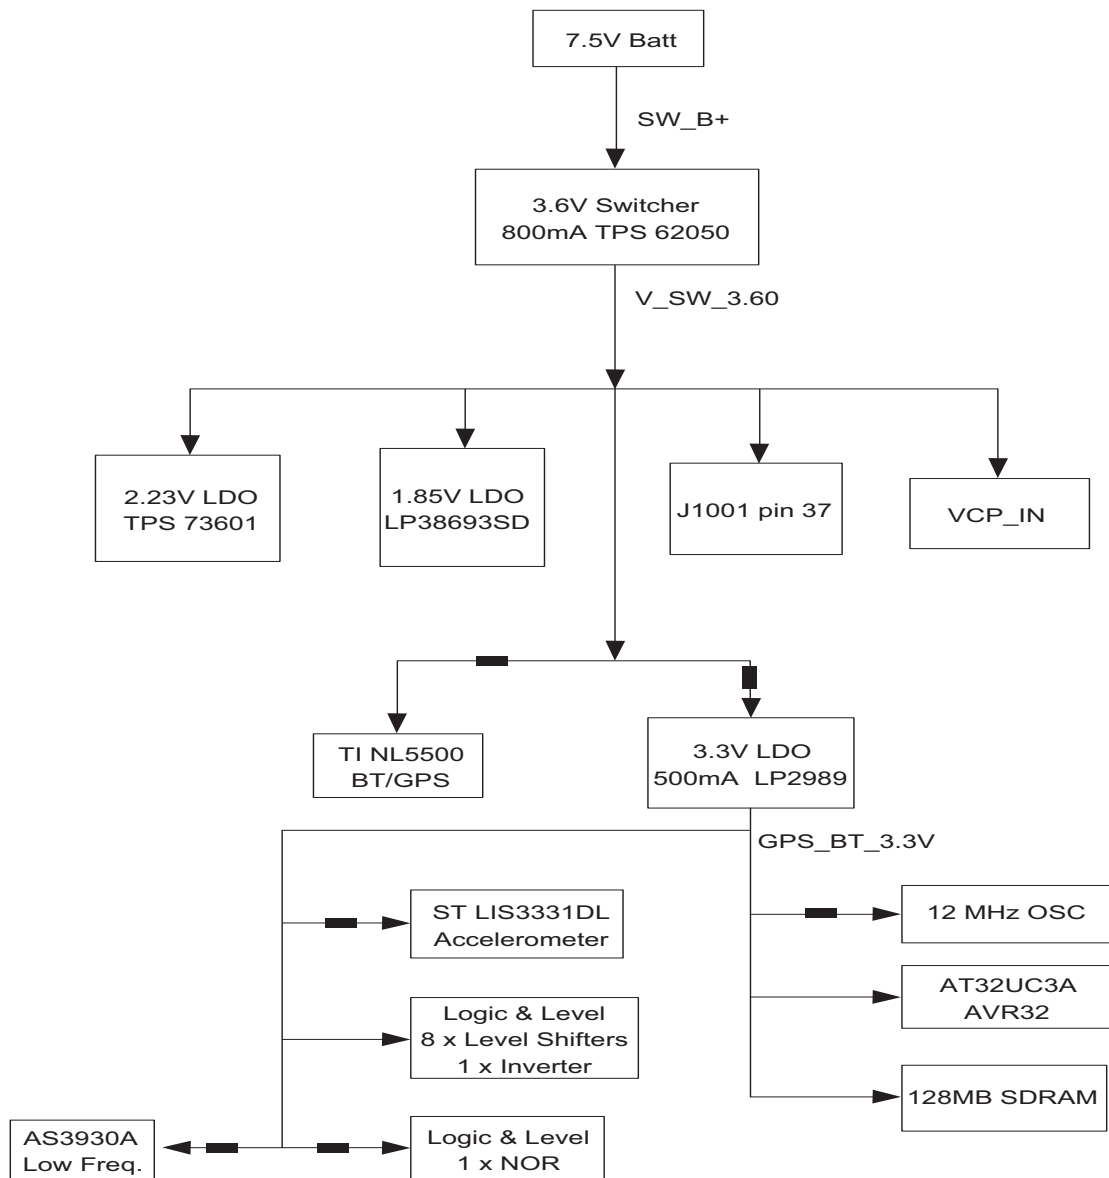 7.5V Batt
SW_B+
3.6V Switcher
800mA TPS 62050
V_SW_3.60
2.23V LDO
TPS 73601
1.85V LDO
LP38693SD
J1001 pin 37
VCP_IN
TI NL5500
BT/GPS
3.3V LDO
500mA LP2989
GPS_BT_3.3V
ST LIS3331DL
Accelerometer
12 MHz OSC
AT32UC3A
AVR32
Logic & Level
8 x Level Shifters
1 x Inverter
128MB SDRAM
AS3930A
Low Freq.
Logic & Level
1 x NOR